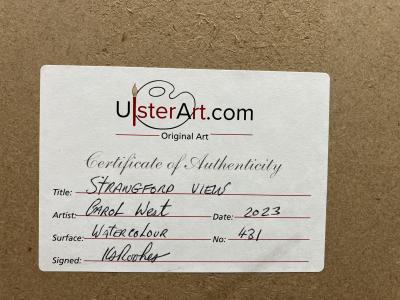 UlsterArt.com
Original Art
Certificate of Authenticity
Title: STRANGFORD VIEWS
Artist: CAROL West Date: 2023
Surface: WATERCOLOUR No: 431
Signed: